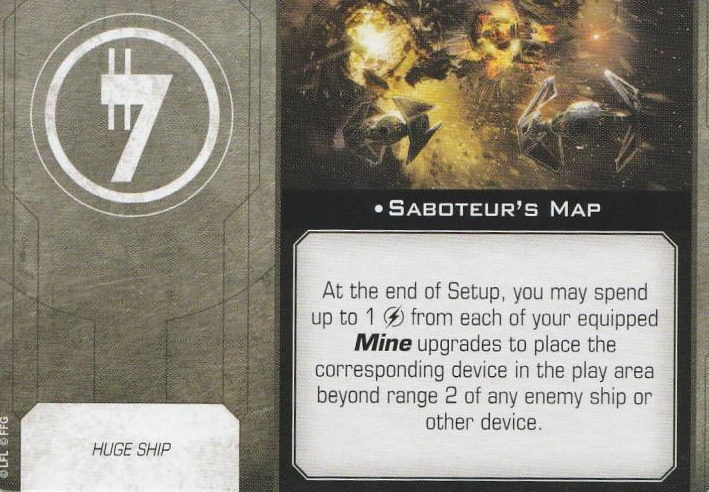 • SABOTEUR'S MAP
At the end of Setup, you may spend
up to 1 from each of your equipped
Mine upgrades to place the
corresponding device in the play area
beyond range 2 of any enemy ship or
other device.
HUGE SHIP
© LFL © FFG